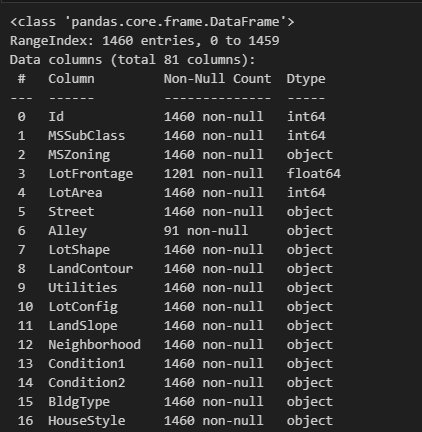 <class 'pandas.core.frame.DataFrame'>
RangeIndex: 1460 entries, 0 to 1459
Data columns (total 81 columns):
 #   Column         Non-Null Count  Dtype
---  ------         --------------  -----
 0   Id             1460 non-null   int64
 1   MSSubClass     1460 non-null   int64
 2   MSZoning       1460 non-null   object
 3   LotFrontage    1201 non-null   float64
 4   LotArea        1460 non-null   int64
 5   Street         1460 non-null   object
 6   Alley          91 non-null     object
 7   LotShape       1460 non-null   object
 8   LandContour    1460 non-null   object
 9   Utilities      1460 non-null   object
 10  LotConfig      1460 non-null   object
 11  LandSlope      1460 non-null   object
 12  Neighborhood   1460 non-null   object
 13  Condition1     1460 non-null   object
 14  Condition2     1460 non-null   object
 15  BldgType       1460 non-null   object
 16  HouseStyle     1460 non-null   object